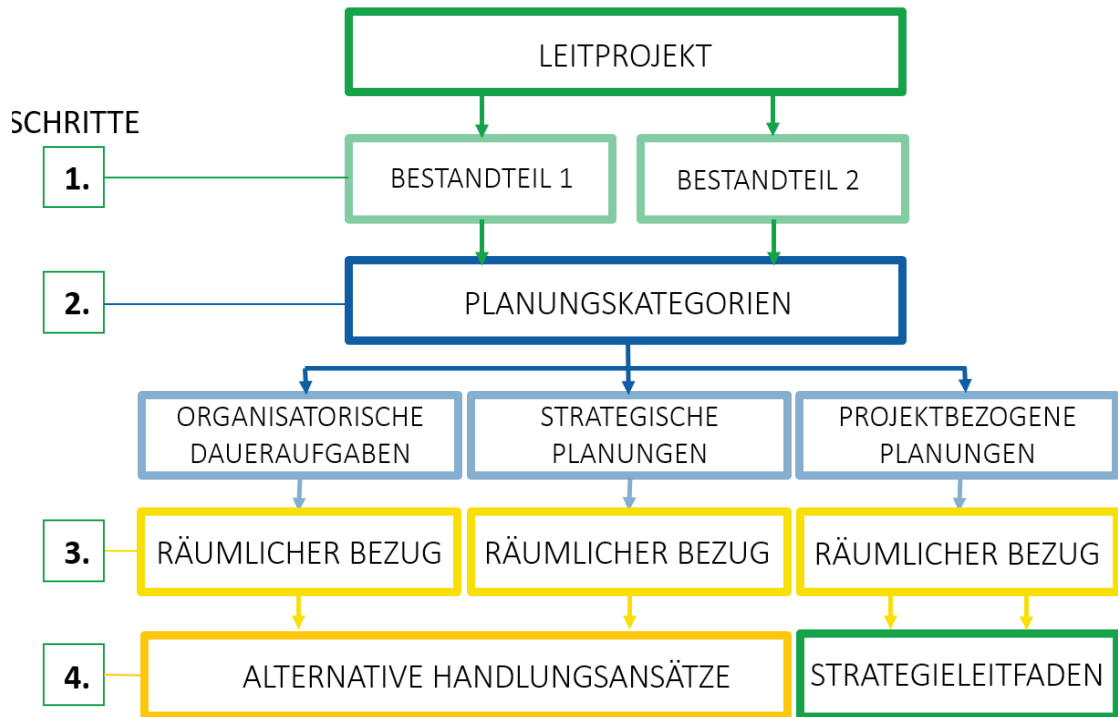 LEITPROJEKT
SCHRITTE
1.
BESTANDTEIL 1
BESTANDTEIL 2
2.
PLANUNGSKATEGORIEN
ORGANISATORISCHE
DAUERAUFGABEN
STRATEGISCHE
PLANUNGEN
PROJEKTBEZOGENE
PLANUNGEN
3.
RÄUMLICHER BEZUG
RÄUMLICHER BEZUG
RÄUMLICHER BEZUG
4.
ALTERNATIVE HANDLUNGSANSÄTZE
STRATEGIELEITFADEN